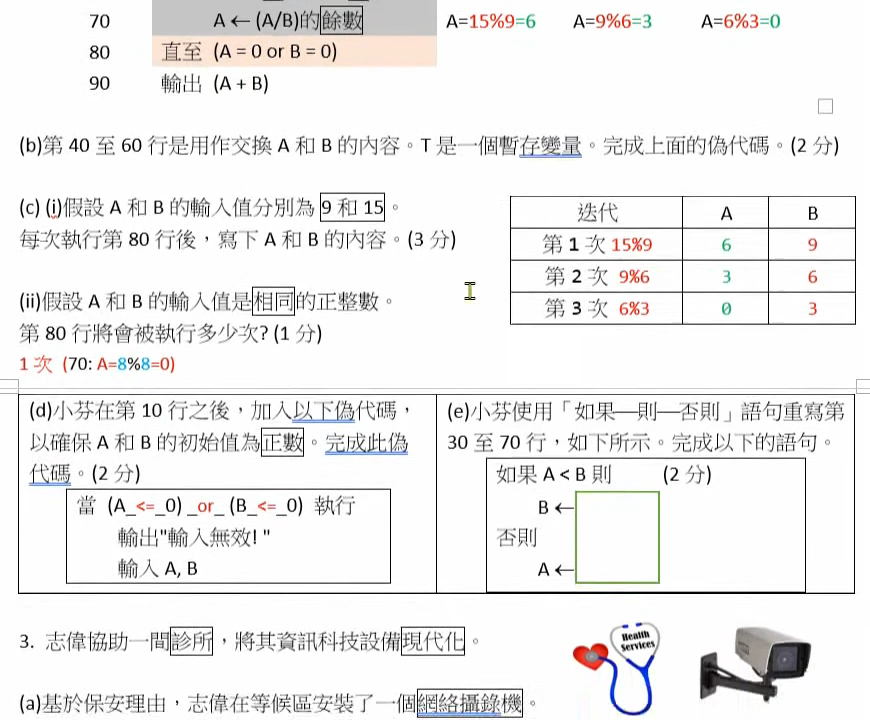 70 A ← (A/B)的餘數 A=15%9=6 A=9%6=3 A=6%3=0
80 直至 (A = 0 or B = 0)
90 輸出 (A + B)
(b)第 40 至 60 行是用作交換 A 和 B 的內容。T 是一個暫存變量。完成上面的偽代碼。(2 分)
(c) (i)假設 A 和 B 的輸入值分別為 9 和 15。
每次執行第 80 行後，寫下 A 和 B 的內容。(3 分)
迭代 A B
第 1 次 15%9 6 9
第 2 次 9%6 3 6
第 3 次 6%3 0 3
(ii)假設 A 和 B 的輸入值是相同的正整數。
第 80 行將會被執行多少次? (1 分)
1 次 (70: A=8%8=0)
(d)小芬在第 10 行之後，加入以下偽代碼，
以確保 A 和 B 的初始值為正數。完成此偽
代碼。(2 分)
當 (A_<=_0) _or_ (B_<=_0) 執行
輸出"輸入無效! "
輸入 A, B
(e)小芬使用「如果—則—否則」語句重寫第
30 至 70 行，如下所示。完成以下的語句。
如果 A < B 則 (2 分)
B ←
否則
A ←
3. 志偉協助一間診所，將其資訊科技設備現代化。
Health
Services
(a)基於保安理由，志偉在等候區安裝了一個網絡攝錄機。